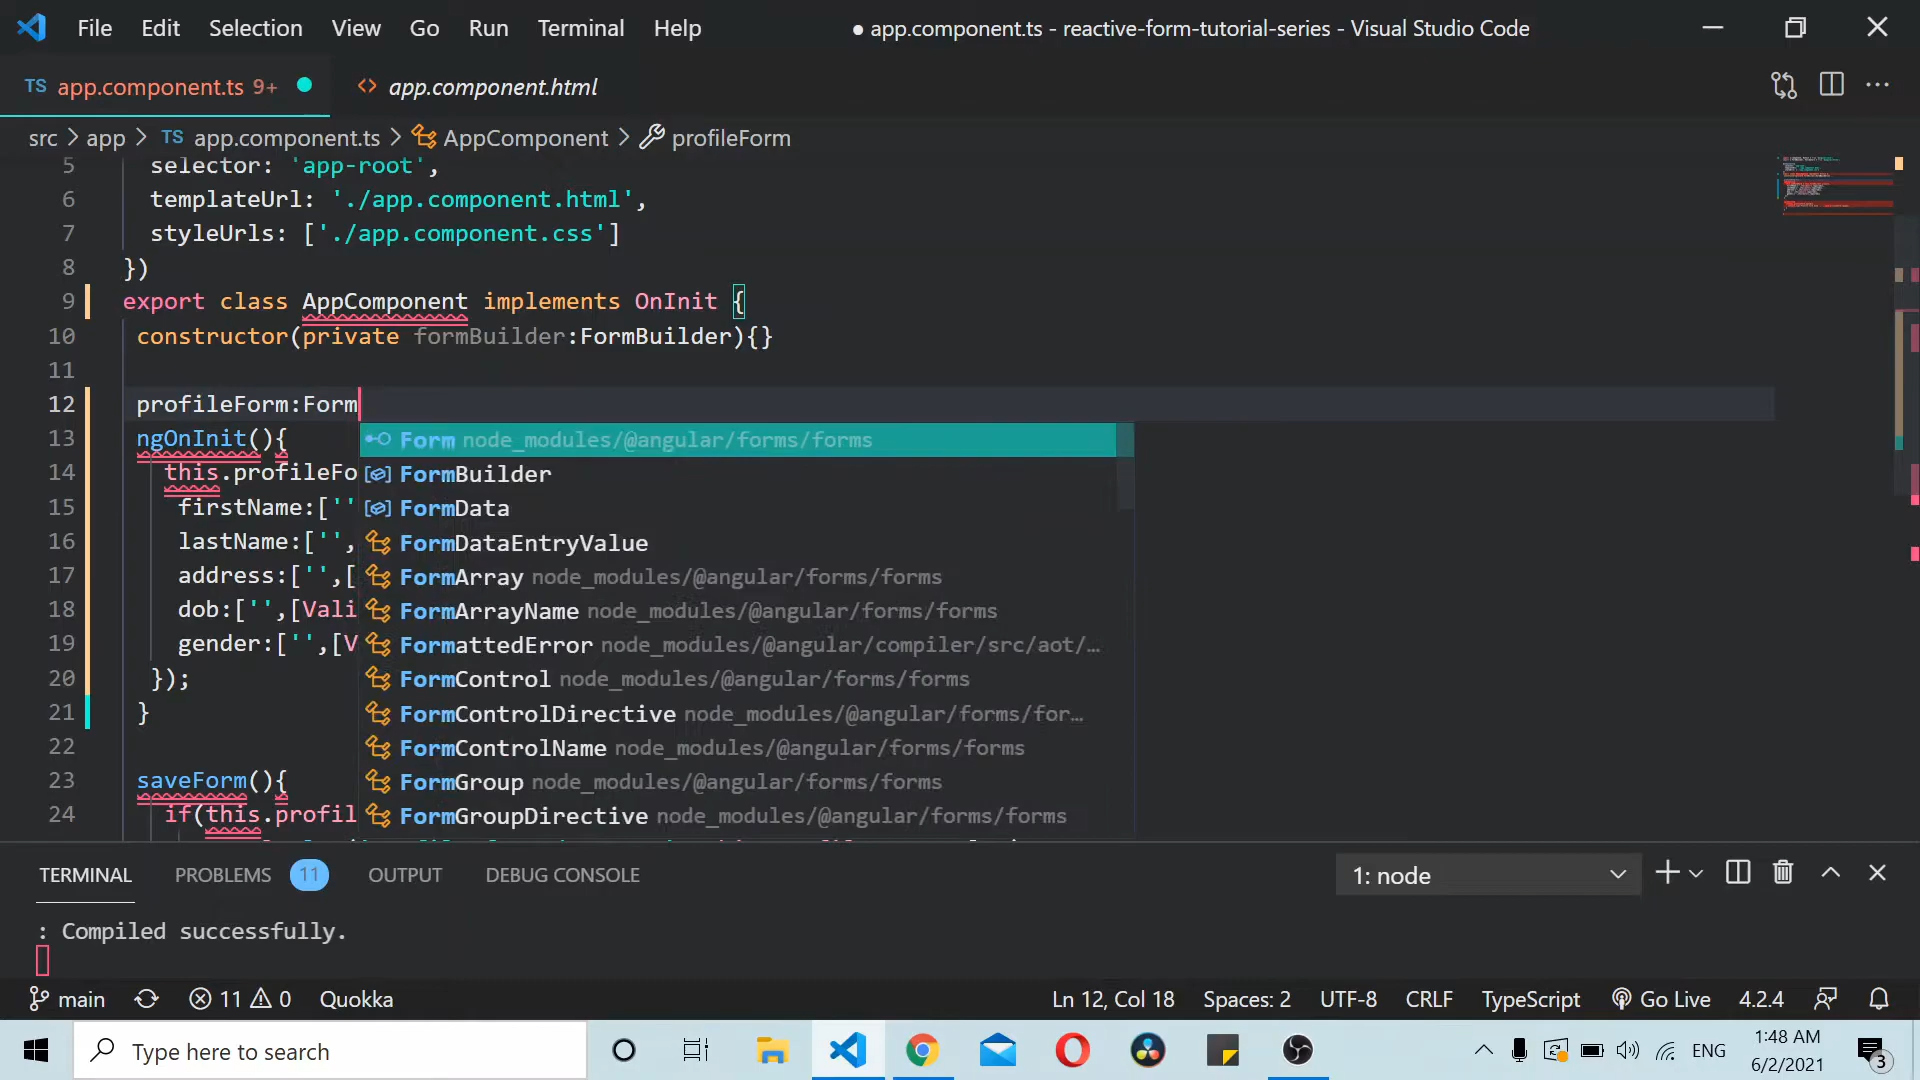 File Edit Selection View Go Run Terminal Help
● app.component.ts - reactive-form-tutorial-series - Visual Studio Code
TS app.component.ts 9+ ●
<> app.component.html
src > app > TS app.component.ts > AppComponent > profileForm
5 selector: 'app-root',
6 templateUrl: './app.component.html',
7 styleUrls: ['./app.component.css']
8 })
9 export class AppComponent implements OnInit {
10 constructor(private formBuilder:FormBuilder){}
11
12 profileForm:Form
13 ngOnInit(){
14 this.profileFo
15 firstName:[''
16 lastName:['',
17 address:['',[
18 dob:['',[Vali
19 gender:['',[V
20 });
21 }
22
23 saveForm(){
24 if(this.profil
Form node_modules/@angular/forms/forms
FormBuilder
FormData
FormDataEntryValue
FormArray node_modules/@angular/forms/forms
FormArrayName node_modules/@angular/forms/forms
FormattedError node_modules/@angular/compiler/src/aot/…
FormControl node_modules/@angular/forms/forms
FormControlDirective node_modules/@angular/forms/for…
FormControlName node_modules/@angular/forms/forms
FormGroup node_modules/@angular/forms/forms
FormGroupDirective node_modules/@angular/forms/forms
TERMINAL PROBLEMS 11 OUTPUT DEBUG CONSOLE
1: node
: Compiled successfully.
main 11 0 Quokka
Ln 12, Col 18 Spaces: 2 UTF-8 CRLF TypeScript Go Live 4.2.4
Type here to search
ENG
1:48 AM
6/2/2021
3